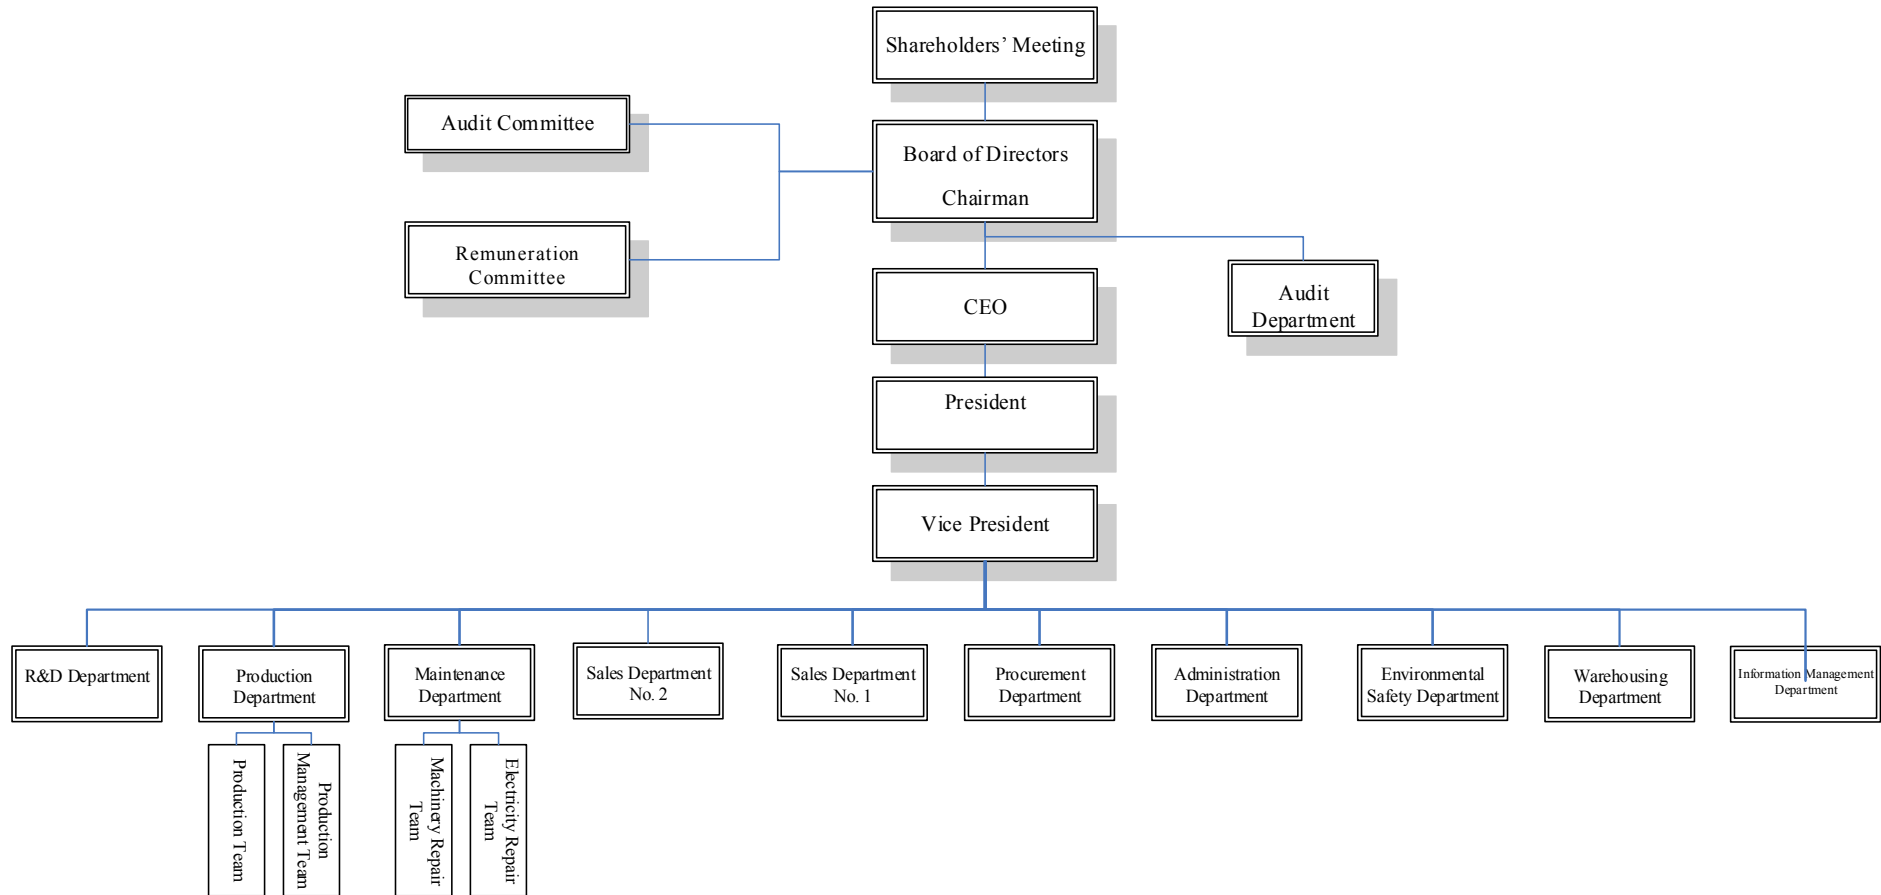 Shareholders’ Meeting
Audit Committee
Board of Directors
Chairman
Remuneration
Committee
CEO
Audit
Department
President
Vice President
R&D Department
Production
Department
Maintenance
Department
Sales Department
No. 2
Sales Department
No. 1
Procurement
Department
Administration
Department
Environmental
Safety Department
Warehousing
Department
Information Management
Department
Production Team
Production
Management Team
Machinery Repair
Team
Electricity Repair
Team